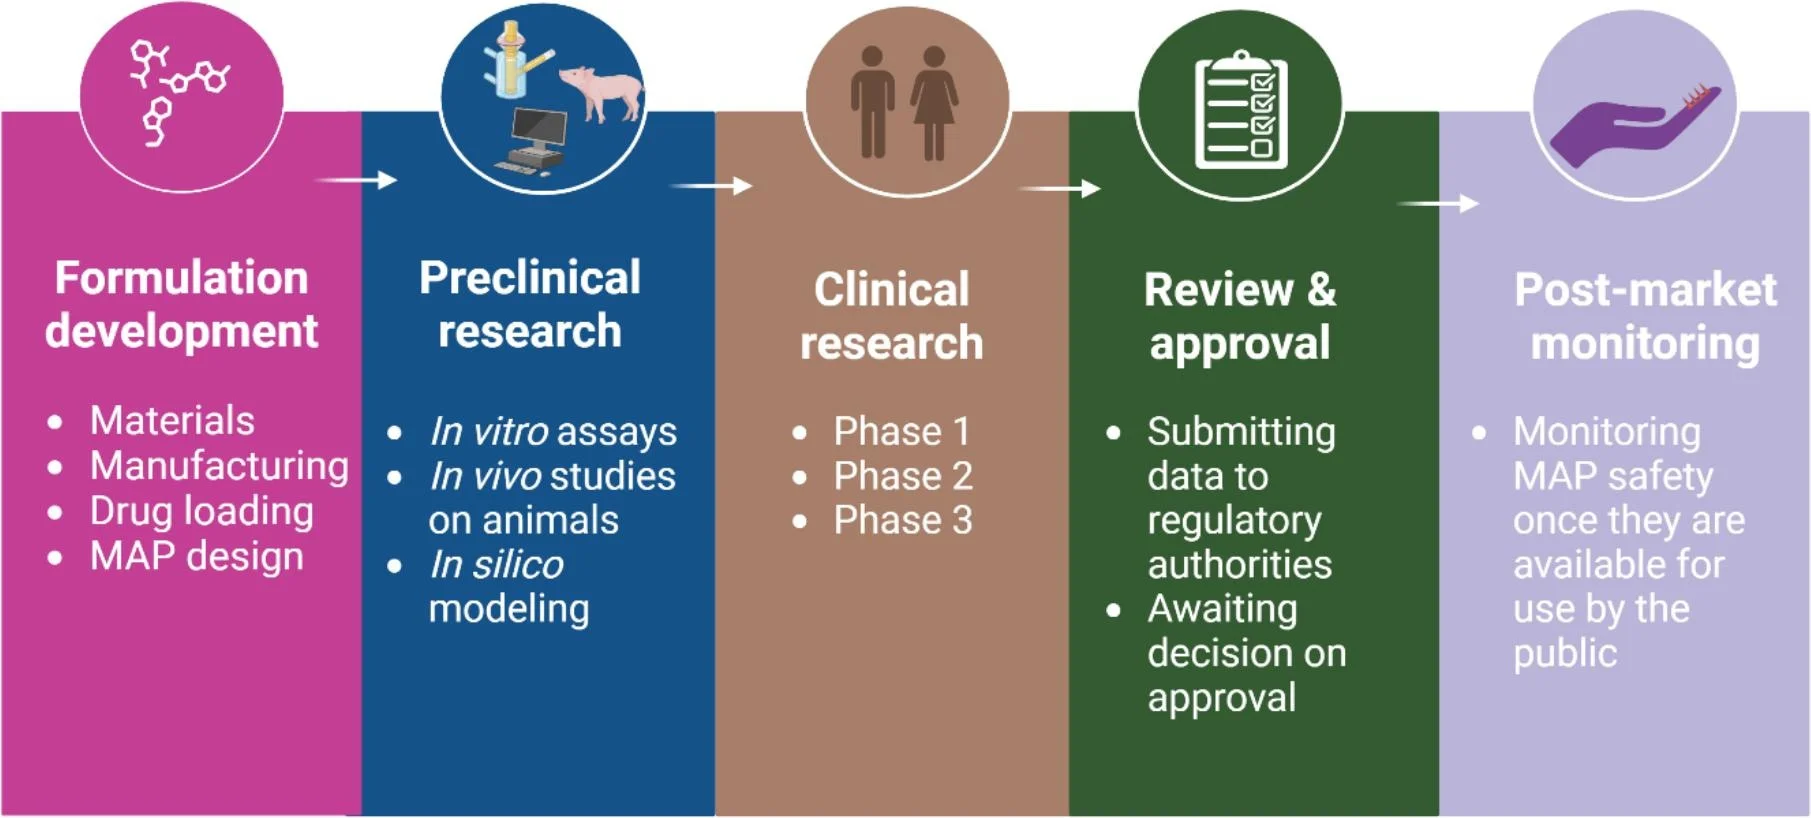 Formulation
development
• Materials
• Manufacturing
• Drug loading
• MAP design
Preclinical
research
• In vitro assays
• In vivo studies
on animals
• In silico
modeling
Clinical
research
• Phase 1
• Phase 2
• Phase 3
Review &
approval
• Submitting
data to
regulatory
authorities
• Awaiting
decision on
approval
Post-market
monitoring
• Monitoring
MAP safety
once they are
available for
use by the
public